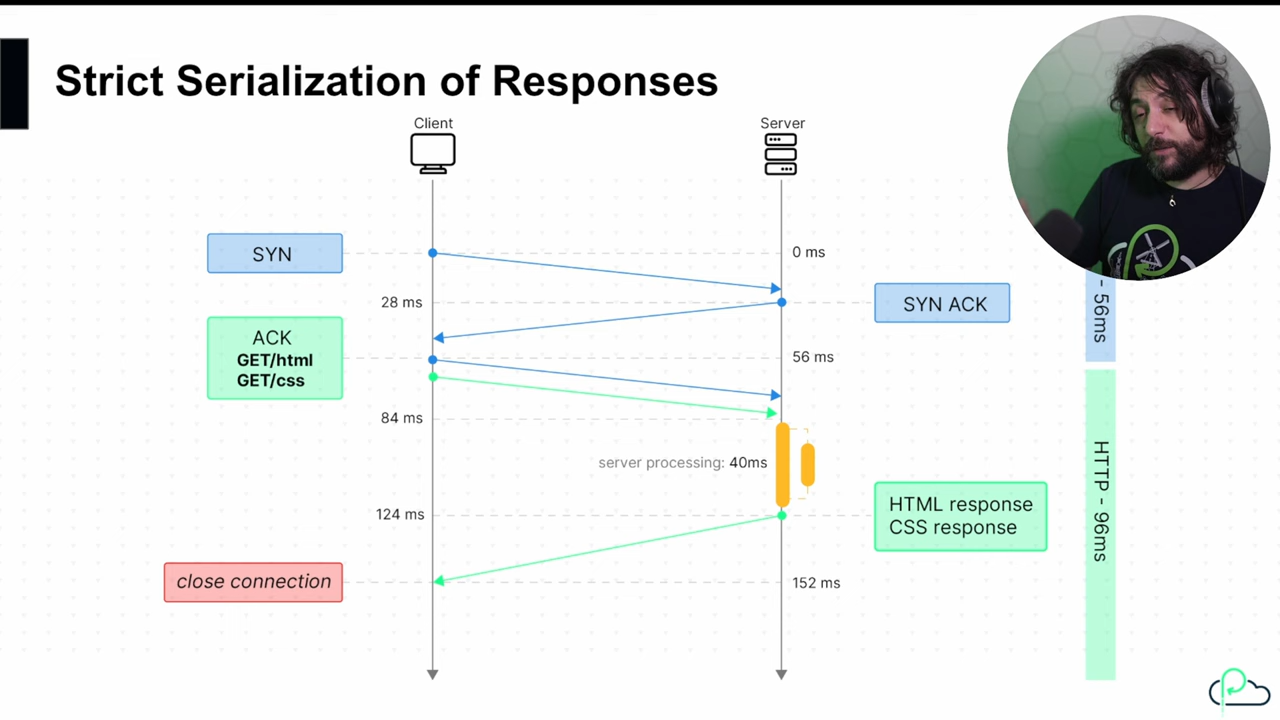 Strict Serialization of Responses
Client
Server
SYN
0 ms
28 ms
SYN ACK
- 56ms
ACK
GET/html
GET/css
56 ms
84 ms
server processing: 40ms
HTTP - 96ms
124 ms
HTML response
CSS response
close connection
152 ms